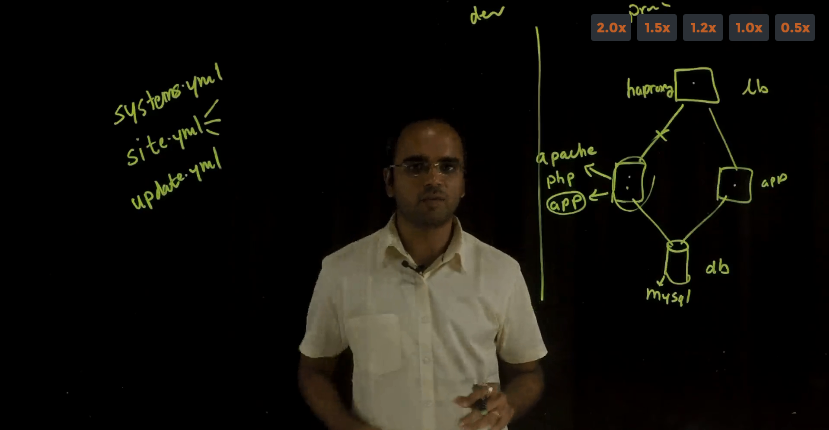 dev
2.0x 1.5x 1.2x 1.0x 0.5x
systems.yml
site.yml
update.yml
haproxy
lb
apache
php
app
app
db
mysql